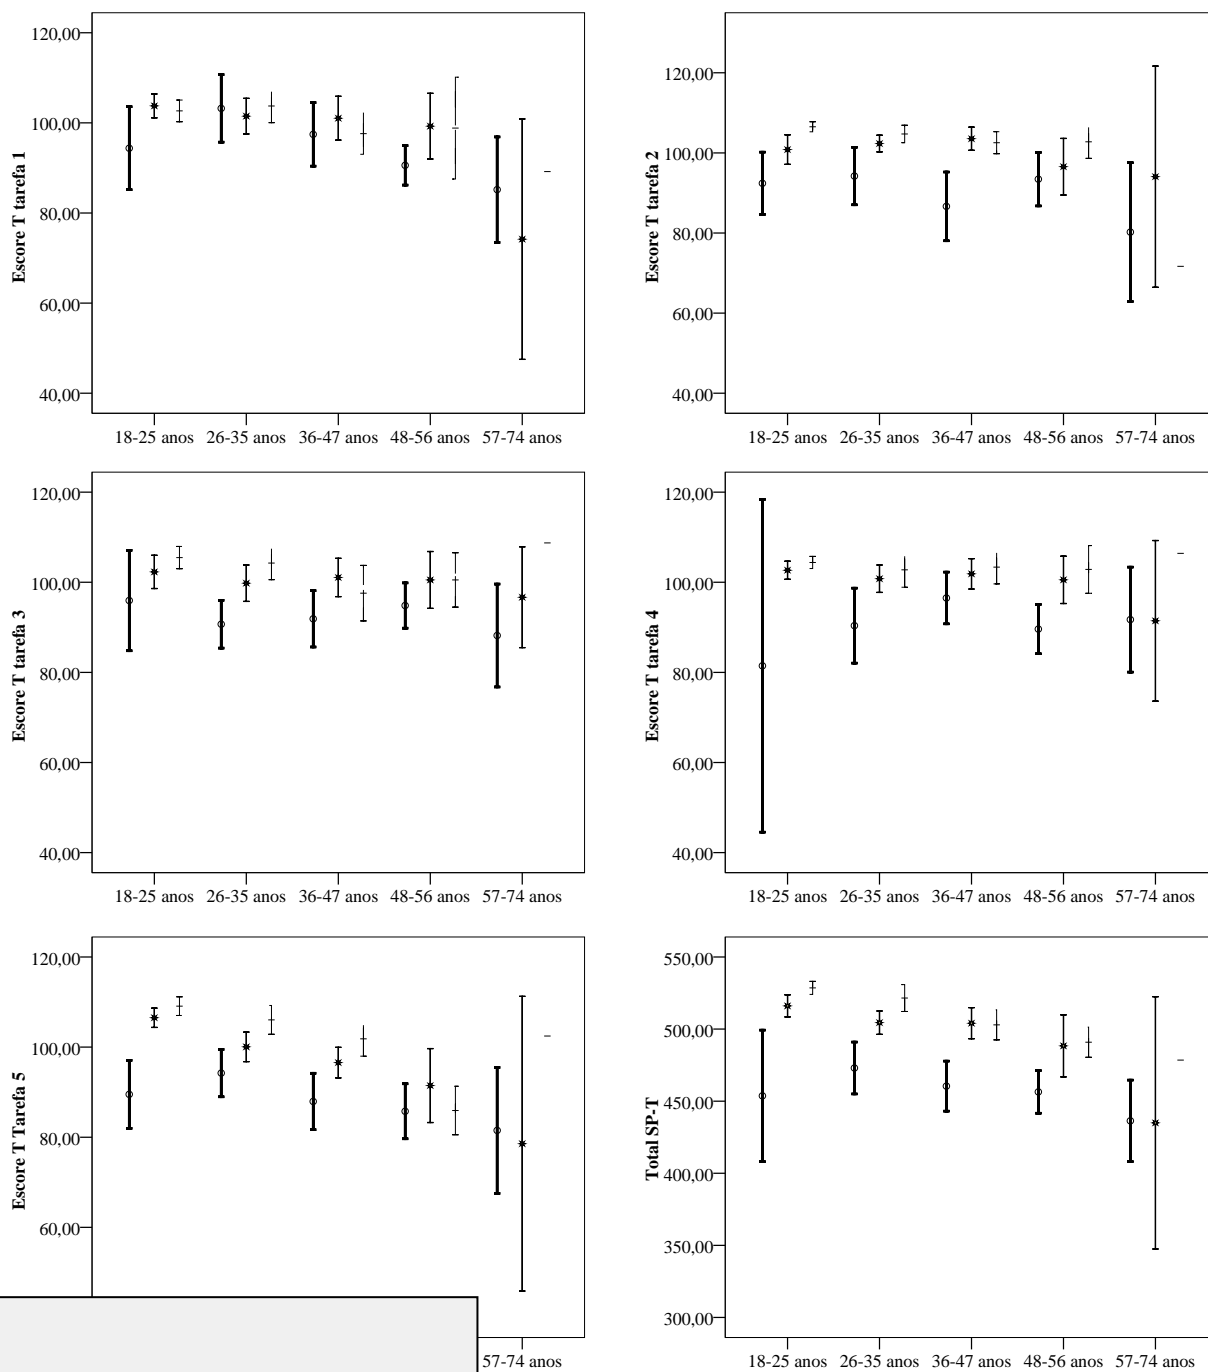 120,00
100,00
80,00
60,00
40,00
Escore T tarefa 1
18-25 anos 26-35 anos 36-47 anos 48-56 anos 57-74 anos
120,00
100,00
80,00
60,00
40,00
Escore T tarefa 2
18-25 anos 26-35 anos 36-47 anos 48-56 anos 57-74 anos
120,00
100,00
80,00
60,00
40,00
Escore T tarefa 3
18-25 anos 26-35 anos 36-47 anos 48-56 anos 57-74 anos
120,00
100,00
80,00
60,00
40,00
Escore T tarefa 4
18-25 anos 26-35 anos 36-47 anos 48-56 anos 57-74 anos
120,00
100,00
80,00
60,00
Escore T Tarefa 5
57-74 anos
550,00
500,00
450,00
400,00
350,00
300,00
Total SP-T
18-25 anos 26-35 anos 36-47 anos 48-56 anos 57-74 anos